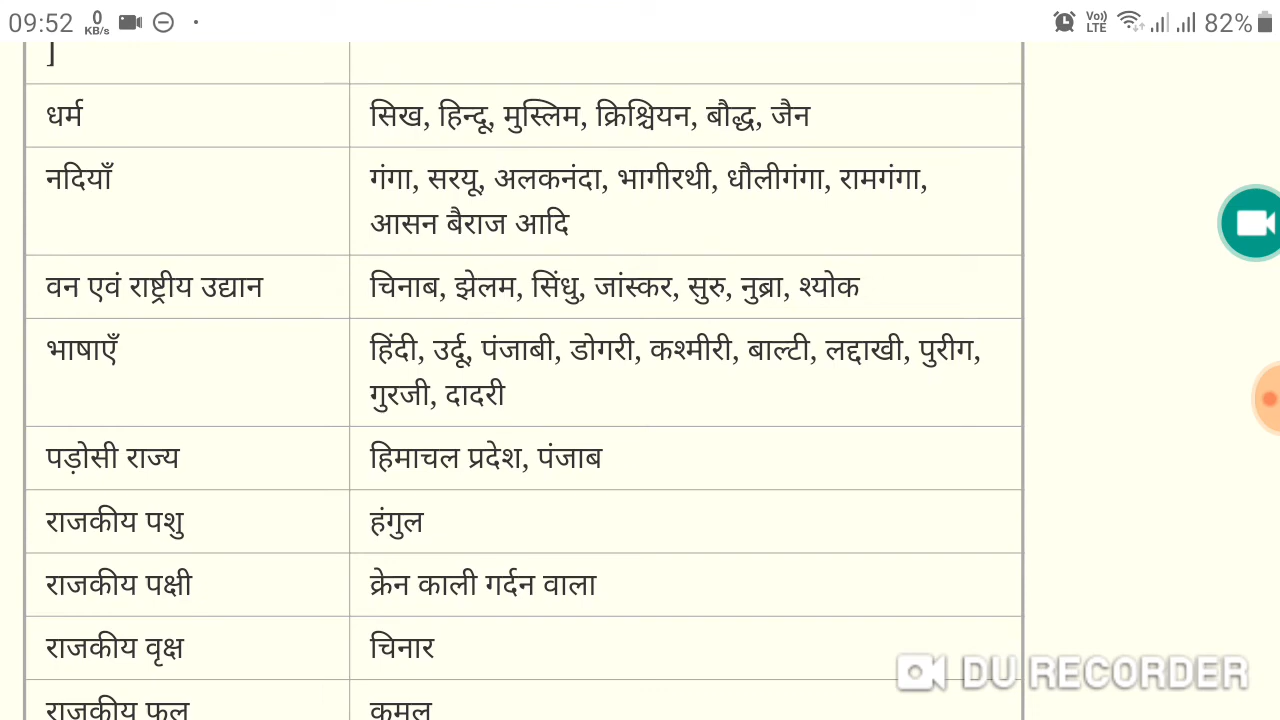 09:52 0 KB/s Vo)) LTE 82%
]
धर्म सिख, हिन्दू, मुस्लिम, क्रिश्चियन, बौद्ध, जैन
नदियाँ गंगा, सरयू, अलकनंदा, भागीरथी, धौलीगंगा, रामगंगा,
आसन बैराज आदि
वन एवं राष्ट्रीय उद्यान चिनाब, झेलम, सिंधु, जांस्कर, सुरु, नुब्रा, श्योक
भाषाएँ हिंदी, उर्दू, पंजाबी, डोगरी, कश्मीरी, बाल्टी, लद्दाखी, पुरीग,
गुरजी, दादरी
पड़ोसी राज्य हिमाचल प्रदेश, पंजाब
राजकीय पशु हंगुल
राजकीय पक्षी क्रेन काली गर्दन वाला
राजकीय वृक्ष चिनार
DU RECORDER
राजकीय फूल कमल